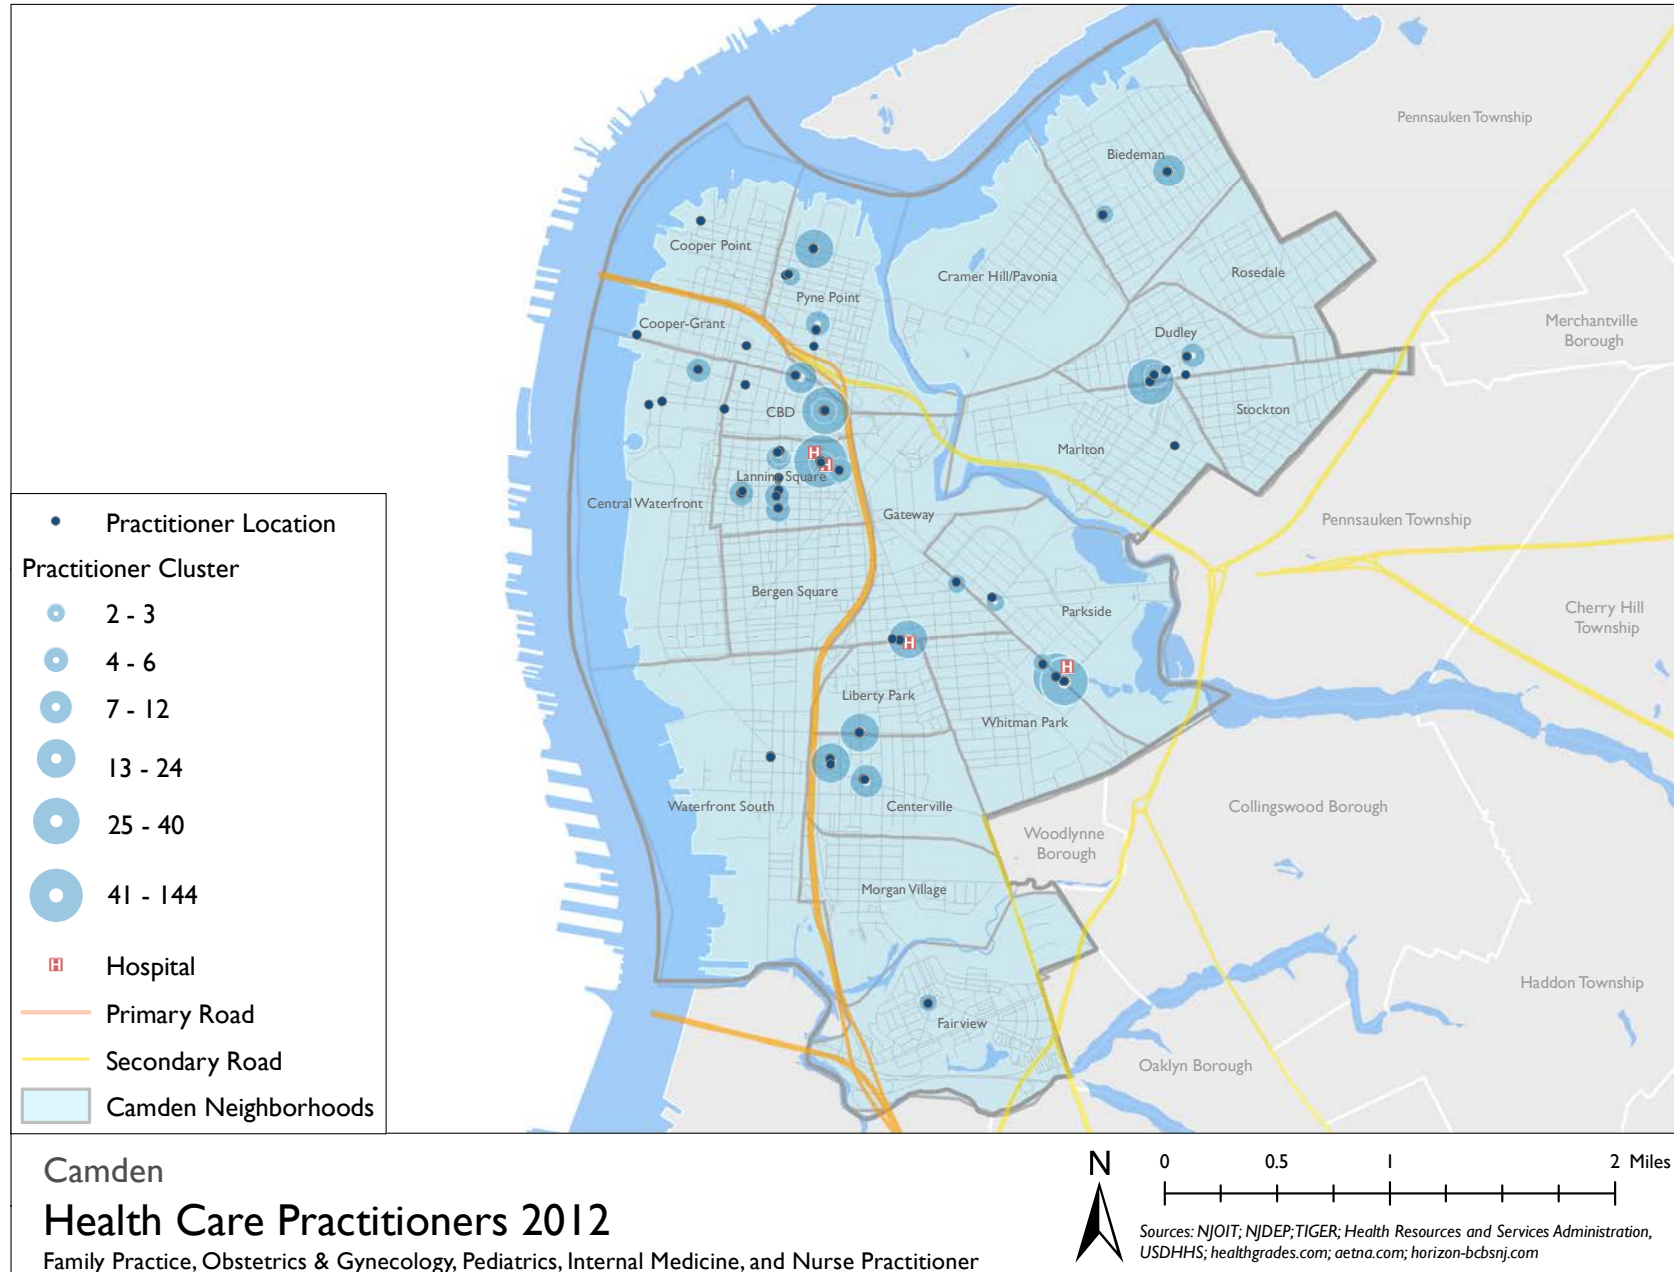 Pennsauken Township
Biedeman
Cooper Point
Cramer Hill/Pavonia
Rosedale
Pyne Point
Cooper-Grant
Dudley
Merchantville
Borough
CBD
Stockton
Marlton
H
H
Lanning Square
Central Waterfront
Gateway
Pennsauken Township
Bergen Square
Parkside
Cherry Hill
Township
H
H
Liberty Park
Whitman Park
Waterfront South
Centerville
Collingswood Borough
Woodlynne
Borough
Morgan Village
Haddon Township
Fairview
Oaklyn Borough
Practitioner Location
Practitioner Cluster
2 - 3
4 - 6
7 - 12
13 - 24
25 - 40
41 - 144
H Hospital
Primary Road
Secondary Road
Camden Neighborhoods
Camden
Health Care Practitioners 2012
Family Practice, Obstetrics & Gynecology, Pediatrics, Internal Medicine, and Nurse Practitioner
N
0 0.5 1 2 Miles
Sources: NJOIT; NJDEP; TIGER; Health Resources and Services Administration,
USDHHS; healthgrades.com; aetna.com; horizon-bcbsnj.com